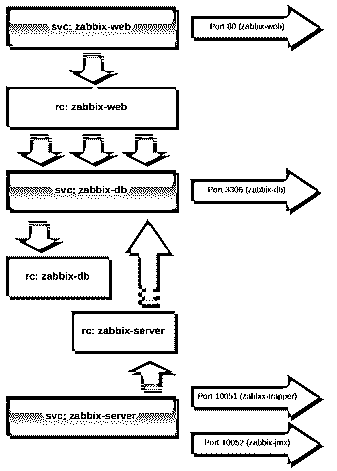 svc: zabbix-web
Port 80 (zabbix-web)
rc: zabbix-web
svc: zabbix-db
Port 3306 (zabbix-db)
rc: zabbix-db
rc: zabbix-server
svc: zabbix-server
Port 10051 (zabbix-trapper)
Port 10052 (zabbix-jmx)